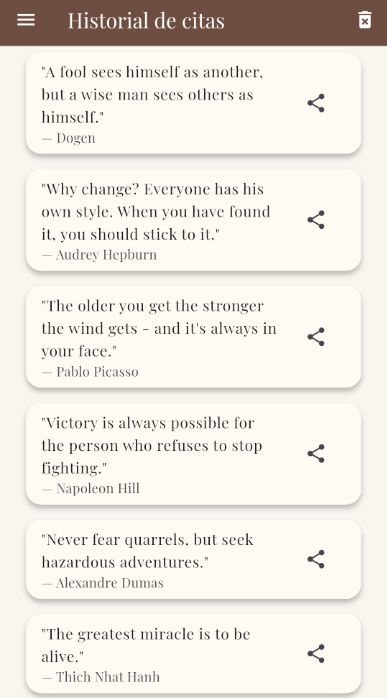 Historial de citas
"A fool sees himself as another,
but a wise man sees others as
himself."
— Dogen
"Why change? Everyone has his
own style. When you have found
it, you should stick to it."
— Audrey Hepburn
"The older you get the stronger
the wind gets - and it's always in
your face."
— Pablo Picasso
"Victory is always possible for
the person who refuses to stop
fighting."
— Napoleon Hill
"Never fear quarrels, but seek
hazardous adventures."
— Alexandre Dumas
"The greatest miracle is to be
alive."
— Thich Nhat Hanh